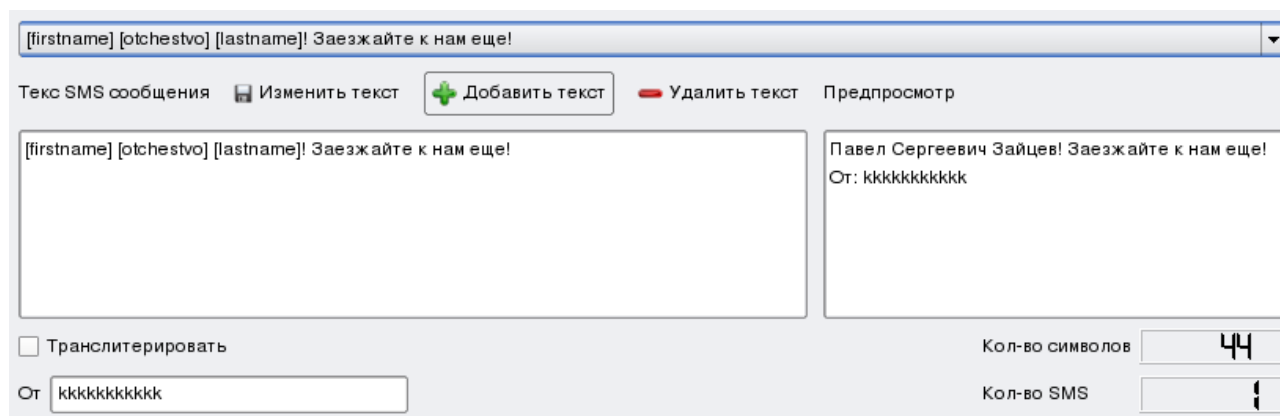 [firstname] [otchestvo] [lastname]! Заезжайте к нам еще!
Текс SMS сообщения Изменить текст Добавить текст Удалить текст Предпросмотр
[firstname] [otchestvo] [lastname]! Заезжайте к нам еще!
Павел Сергеевич Зайцев! Заезжайте к нам еще!
От: kkkkkkkkkkk
Транслитерировать
Кол-во символов 44
От kkkkkkkkkkk
Кол-во SMS 1